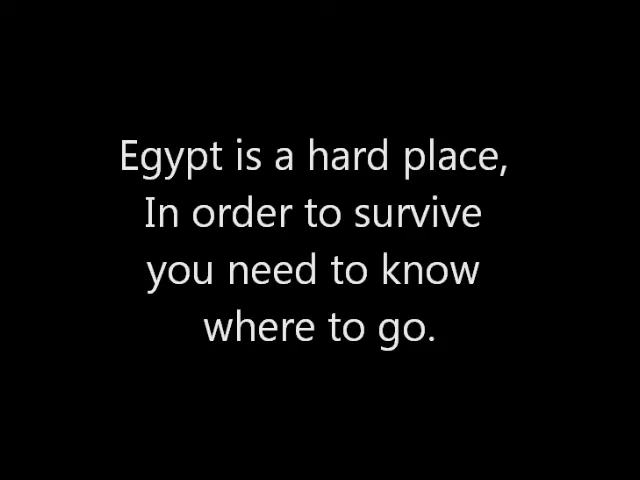 Egypt is a hard place,
In order to survive
you need to know
where to go.